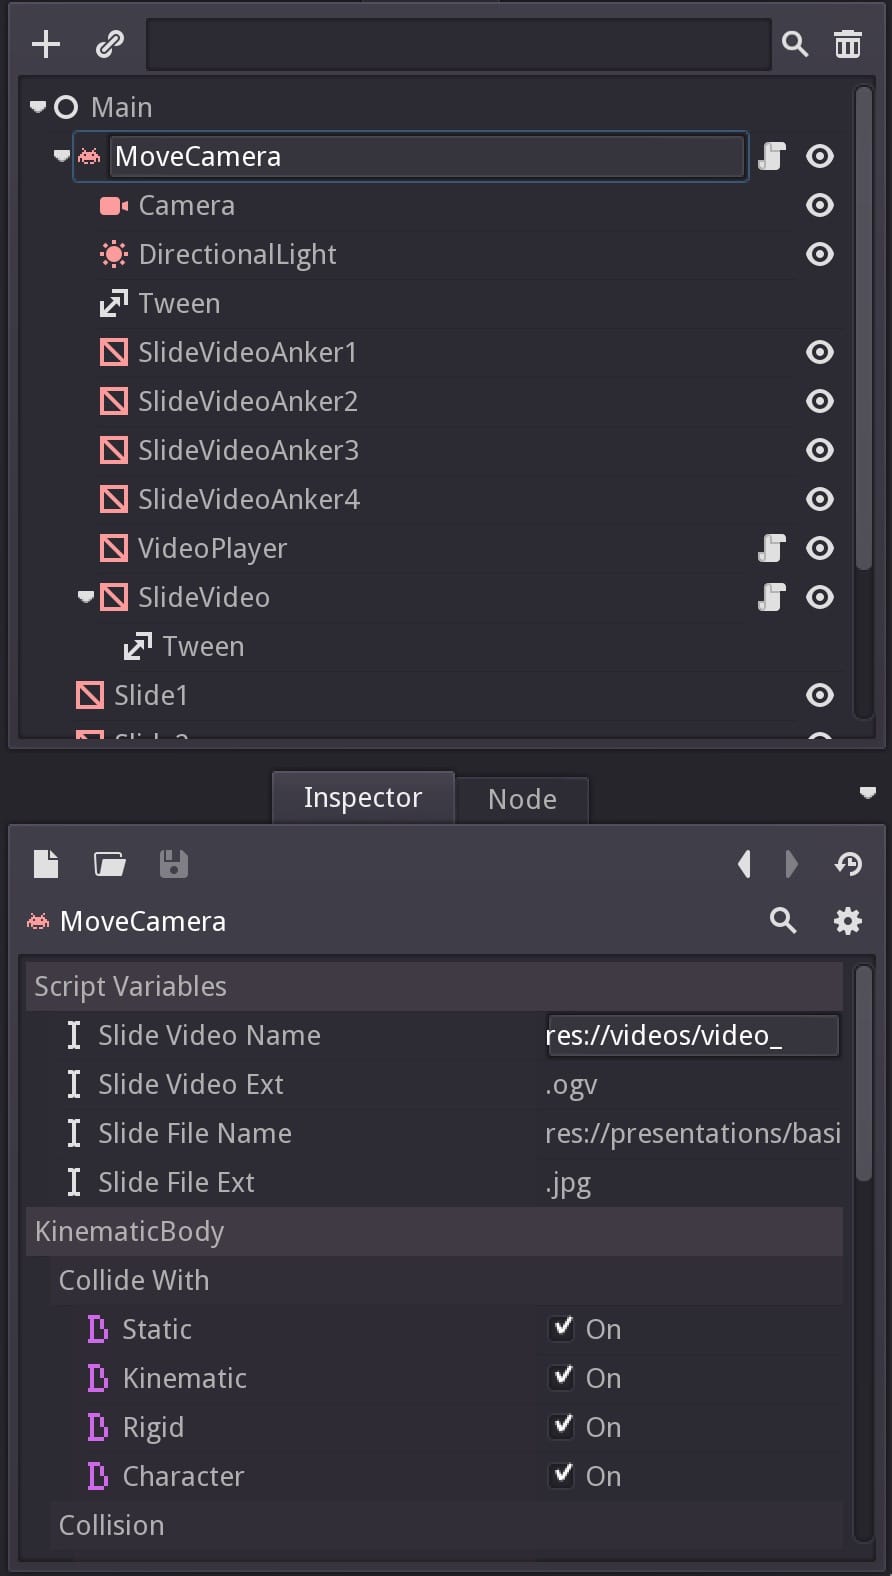 Main
MoveCamera
Camera
DirectionalLight
Tween
SlideVideoAnker1
SlideVideoAnker2
SlideVideoAnker3
SlideVideoAnker4
VideoPlayer
SlideVideo
Tween
Slide1
Slide2
Inspector Node
MoveCamera
Script Variables
Slide Video Name res://videos/video_
Slide Video Ext .ogv
Slide File Name res://presentations/basi
Slide File Ext .jpg
KinematicBody
Collide With
Static On
Kinematic On
Rigid On
Character On
Collision